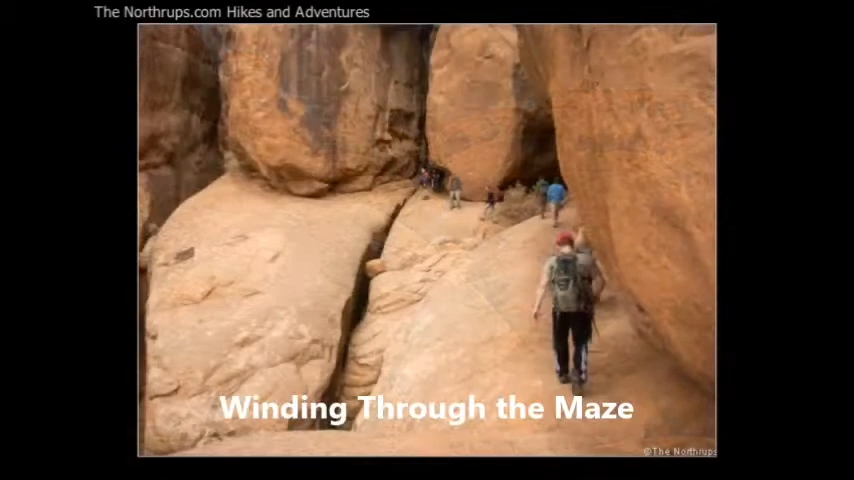 The Northrups.com Hikes and Adventures
Winding Through the Maze
©The Northrups